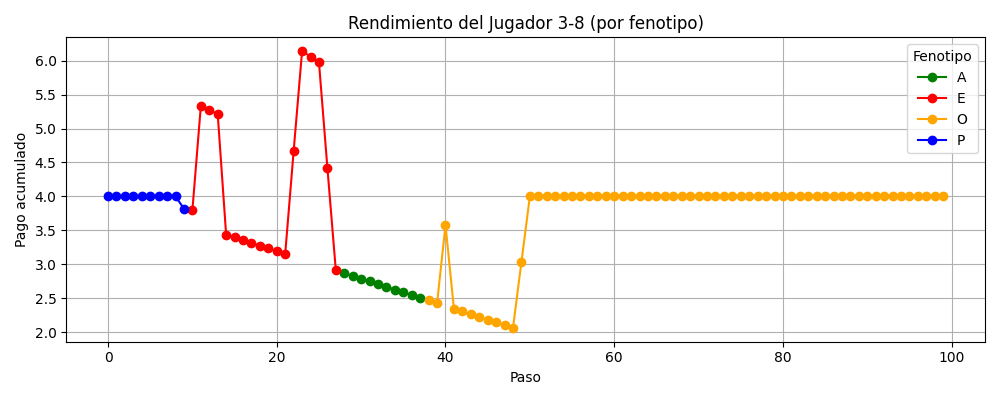 Rendimiento del Jugador 3-8 (por fenotipo)
Pago acumulado
6.0
5.5
5.0
4.5
4.0
3.5
3.0
2.5
2.0
Fenotipo
A
E
O
P
0
20
40
60
80
100
Paso